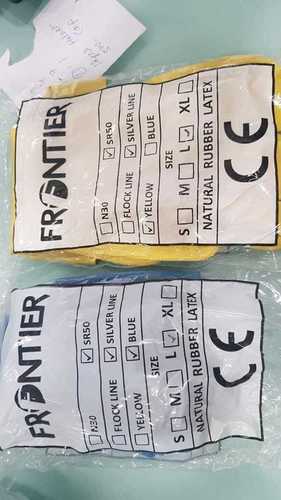 FRONTIER
☐ N30 ☑ SR50
☐ FLOCK LINE ☑ SILVER LINE
☑ YELLOW ☐ BLUE
SIZE
S ☐ M ☐ L ☑ XL ☐
NATURAL RUBBER LATEX
CE
FRONTIER
☐ N30 ☑ SR50
☐ FLOCK LINE ☑ SILVER LINE
☐ YELLOW ☑ BLUE
SIZE
S ☐ M ☐ L ☑ XL ☐
NATURAL RUBBER LATEX
CE